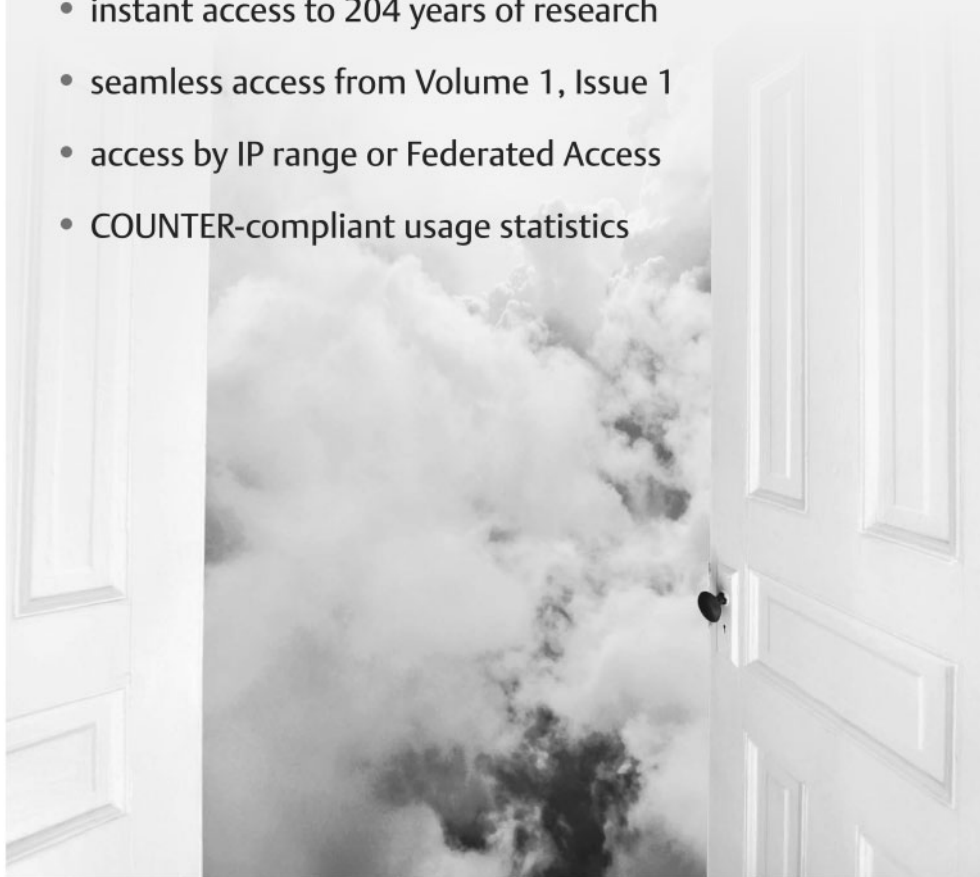 • instant access to 204 years of research
• seamless access from Volume 1, Issue 1
• access by IP range or Federated Access
• COUNTER-compliant usage statistics